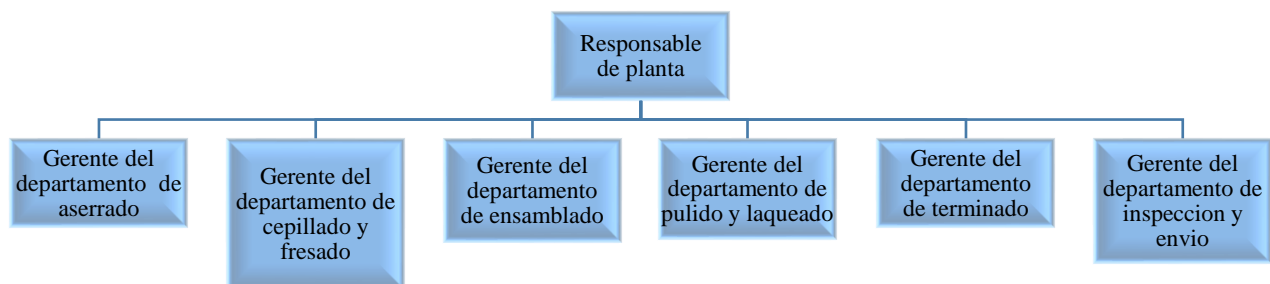 Responsable
de planta
Gerente del
departamento de
aserrado
Gerente del
departamento de
cepillado y
fresado
Gerente del
departamento
de ensamblado
Gerente del
departamento de
pulido y laqueado
Gerente del
departamento
de terminado
Gerente del
departamento de
inspeccion y
envio